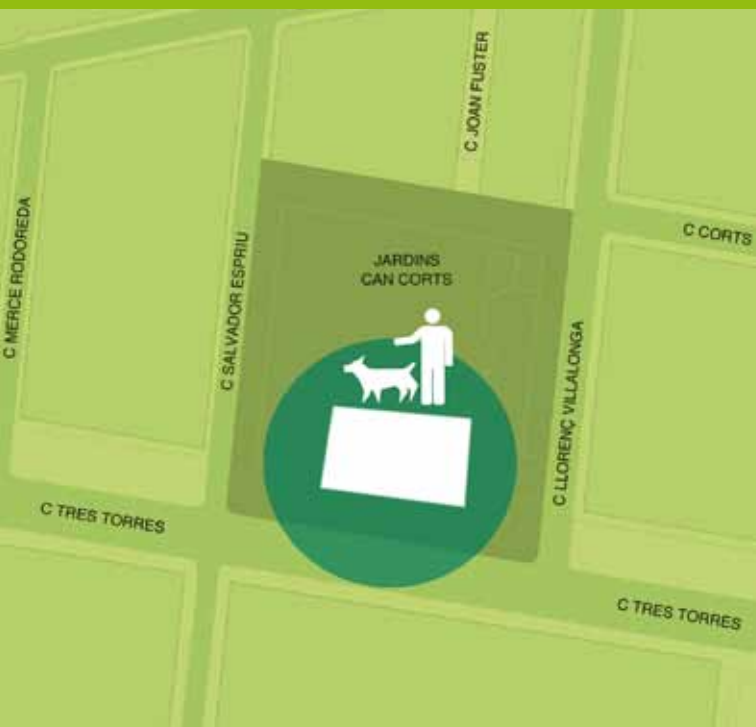 C JOAN FUSTER
C CORTS
C MERCE RODOREDA
C SALVADOR ESPRIU
JARDINS
CAN CORTS
C LLORENÇ VILLALONGA
C TRES TORRES
C TRES TORRES